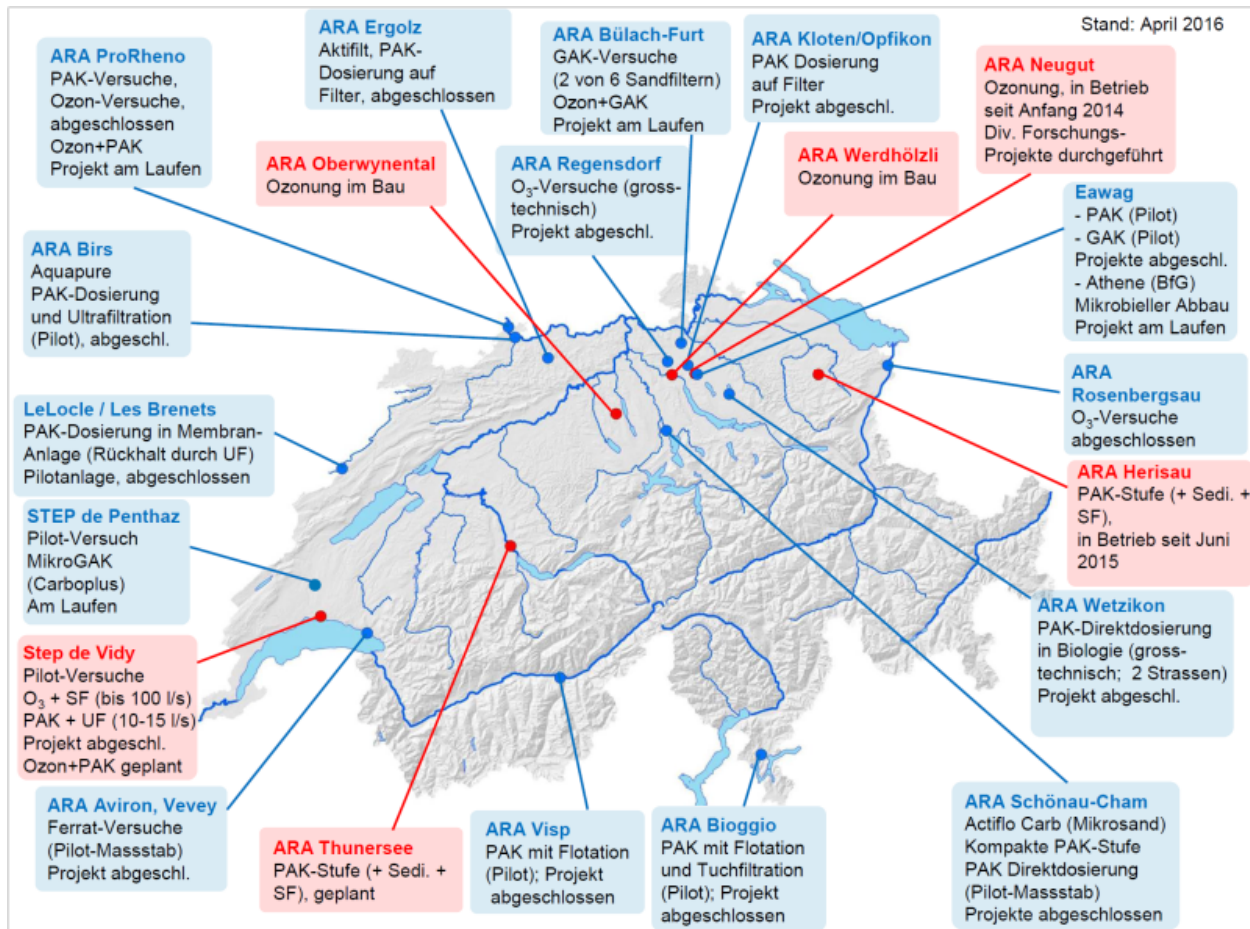 Stand: April 2016
ARA ProRheno
PAK-Versuche,
Ozon-Versuche,
abgeschlossen
Ozon+PAK
Projekt am Laufen
ARA Ergolz
Aktifilt, PAK-
Dosierung auf
Filter, abgeschlossen
ARA Bülach-Furt
GAK-Versuche
(2 von 6 Sandfiltern)
Ozon+GAK
Projekt am Laufen
ARA Kloten/Opfikon
PAK Dosierung
auf Filter
Projekt abgeschl.
ARA Neugut
Ozonung, in Betrieb
seit Anfang 2014
Div. Forschungs-
Projekte durchgeführt
ARA Oberwynental
Ozonung im Bau
ARA Regensdorf
O₃-Versuche (gross-
technisch)
Projekt abgeschl.
ARA Werdhölzli
Ozonung im Bau
Eawag
- PAK (Pilot)
- GAK (Pilot)
Projekte abgeschl.
- Athene (BfG)
Mikrobieller Abbau
Projekt am Laufen
ARA Birs
Aquapure
PAK-Dosierung
und Ultrafiltration
(Pilot), abgeschl.
ARA
Rosenbergsau
O₃-Versuche
abgeschlossen
LeLocle / Les Brenets
PAK-Dosierung in Membran-
Anlage (Rückhalt durch UF)
Pilotanlage, abgeschlossen
ARA Herisau
PAK-Stufe (+ Sedi. +
SF),
in Betrieb seit Juni
2015
STEP de Penthaz
Pilot-Versuch
MikroGAK
(Carboplus)
Am Laufen
ARA Wetzikon
PAK-Direktdosierung
in Biologie (gross-
technisch; 2 Strassen)
Projekt abgeschl.
Step de Vidy
Pilot-Versuche
O₃ + SF (bis 100 l/s)
PAK + UF (10-15 l/s)
Projekt abgeschl.
Ozon+PAK geplant
ARA Aviron, Vevey
Ferrat-Versuche
(Pilot-Massstab)
Projekt abgeschl.
ARA Thunersee
PAK-Stufe (+ Sedi. +
SF), geplant
ARA Visp
PAK mit Flotation
(Pilot); Projekt
abgeschlossen
ARA Bioggio
PAK mit Flotation
und Tuchfiltration
(Pilot); Projekt
abgeschlossen
ARA Schönau-Cham
Actiflo Carb (Mikrosand)
Kompakte PAK-Stufe
PAK Direktdosierung
(Pilot-Massstab)
Projekte abgeschlossen